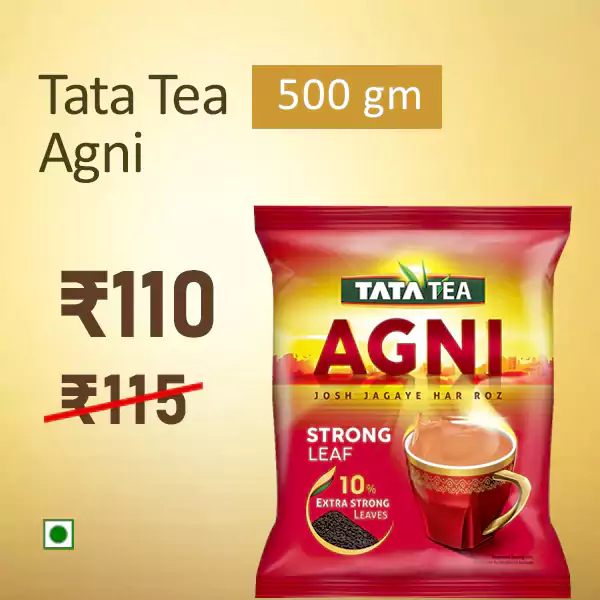 Tata Tea
500 gm
Agni
₹110
₹115
TATA TEA
AGNI
JOSH JAGAYE HAR ROZ
STRONG
LEAF
10%
EXTRA STRONG
LEAVES